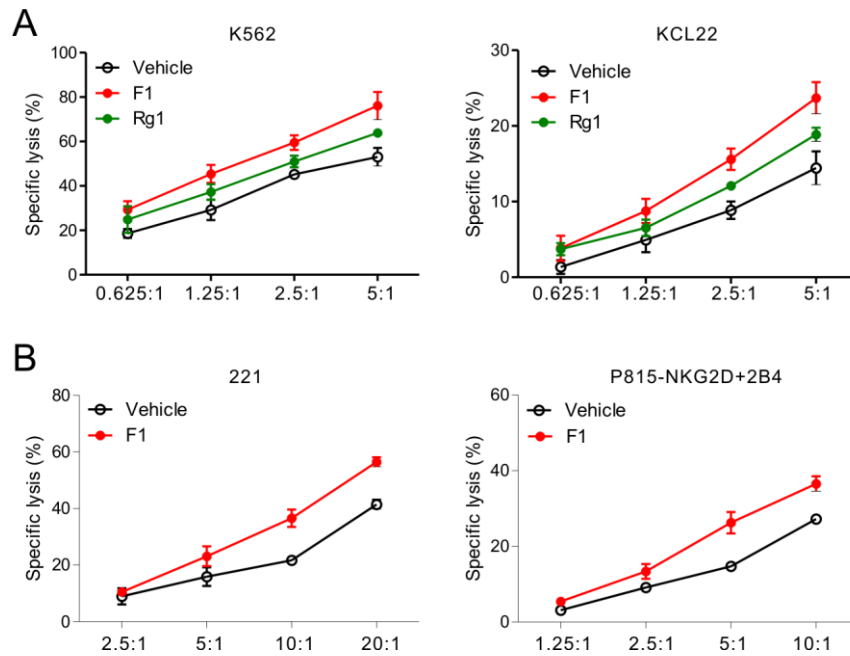 A
K562
Specific lysis (%)
100
80
60
40
20
0
Vehicle
F1
Rg1
0.625:1 1.25:1 2.5:1 5:1
KCL22
Specific lysis (%)
30
20
10
0
Vehicle
F1
Rg1
0.625:1 1.25:1 2.5:1 5:1
B
221
Specific lysis (%)
80
60
40
20
0
Vehicle
F1
2.5:1 5:1 10:1 20:1
P815-NKG2D+2B4
Specific lysis (%)
60
40
20
0
Vehicle
F1
1.25:1 2.5:1 5:1 10:1